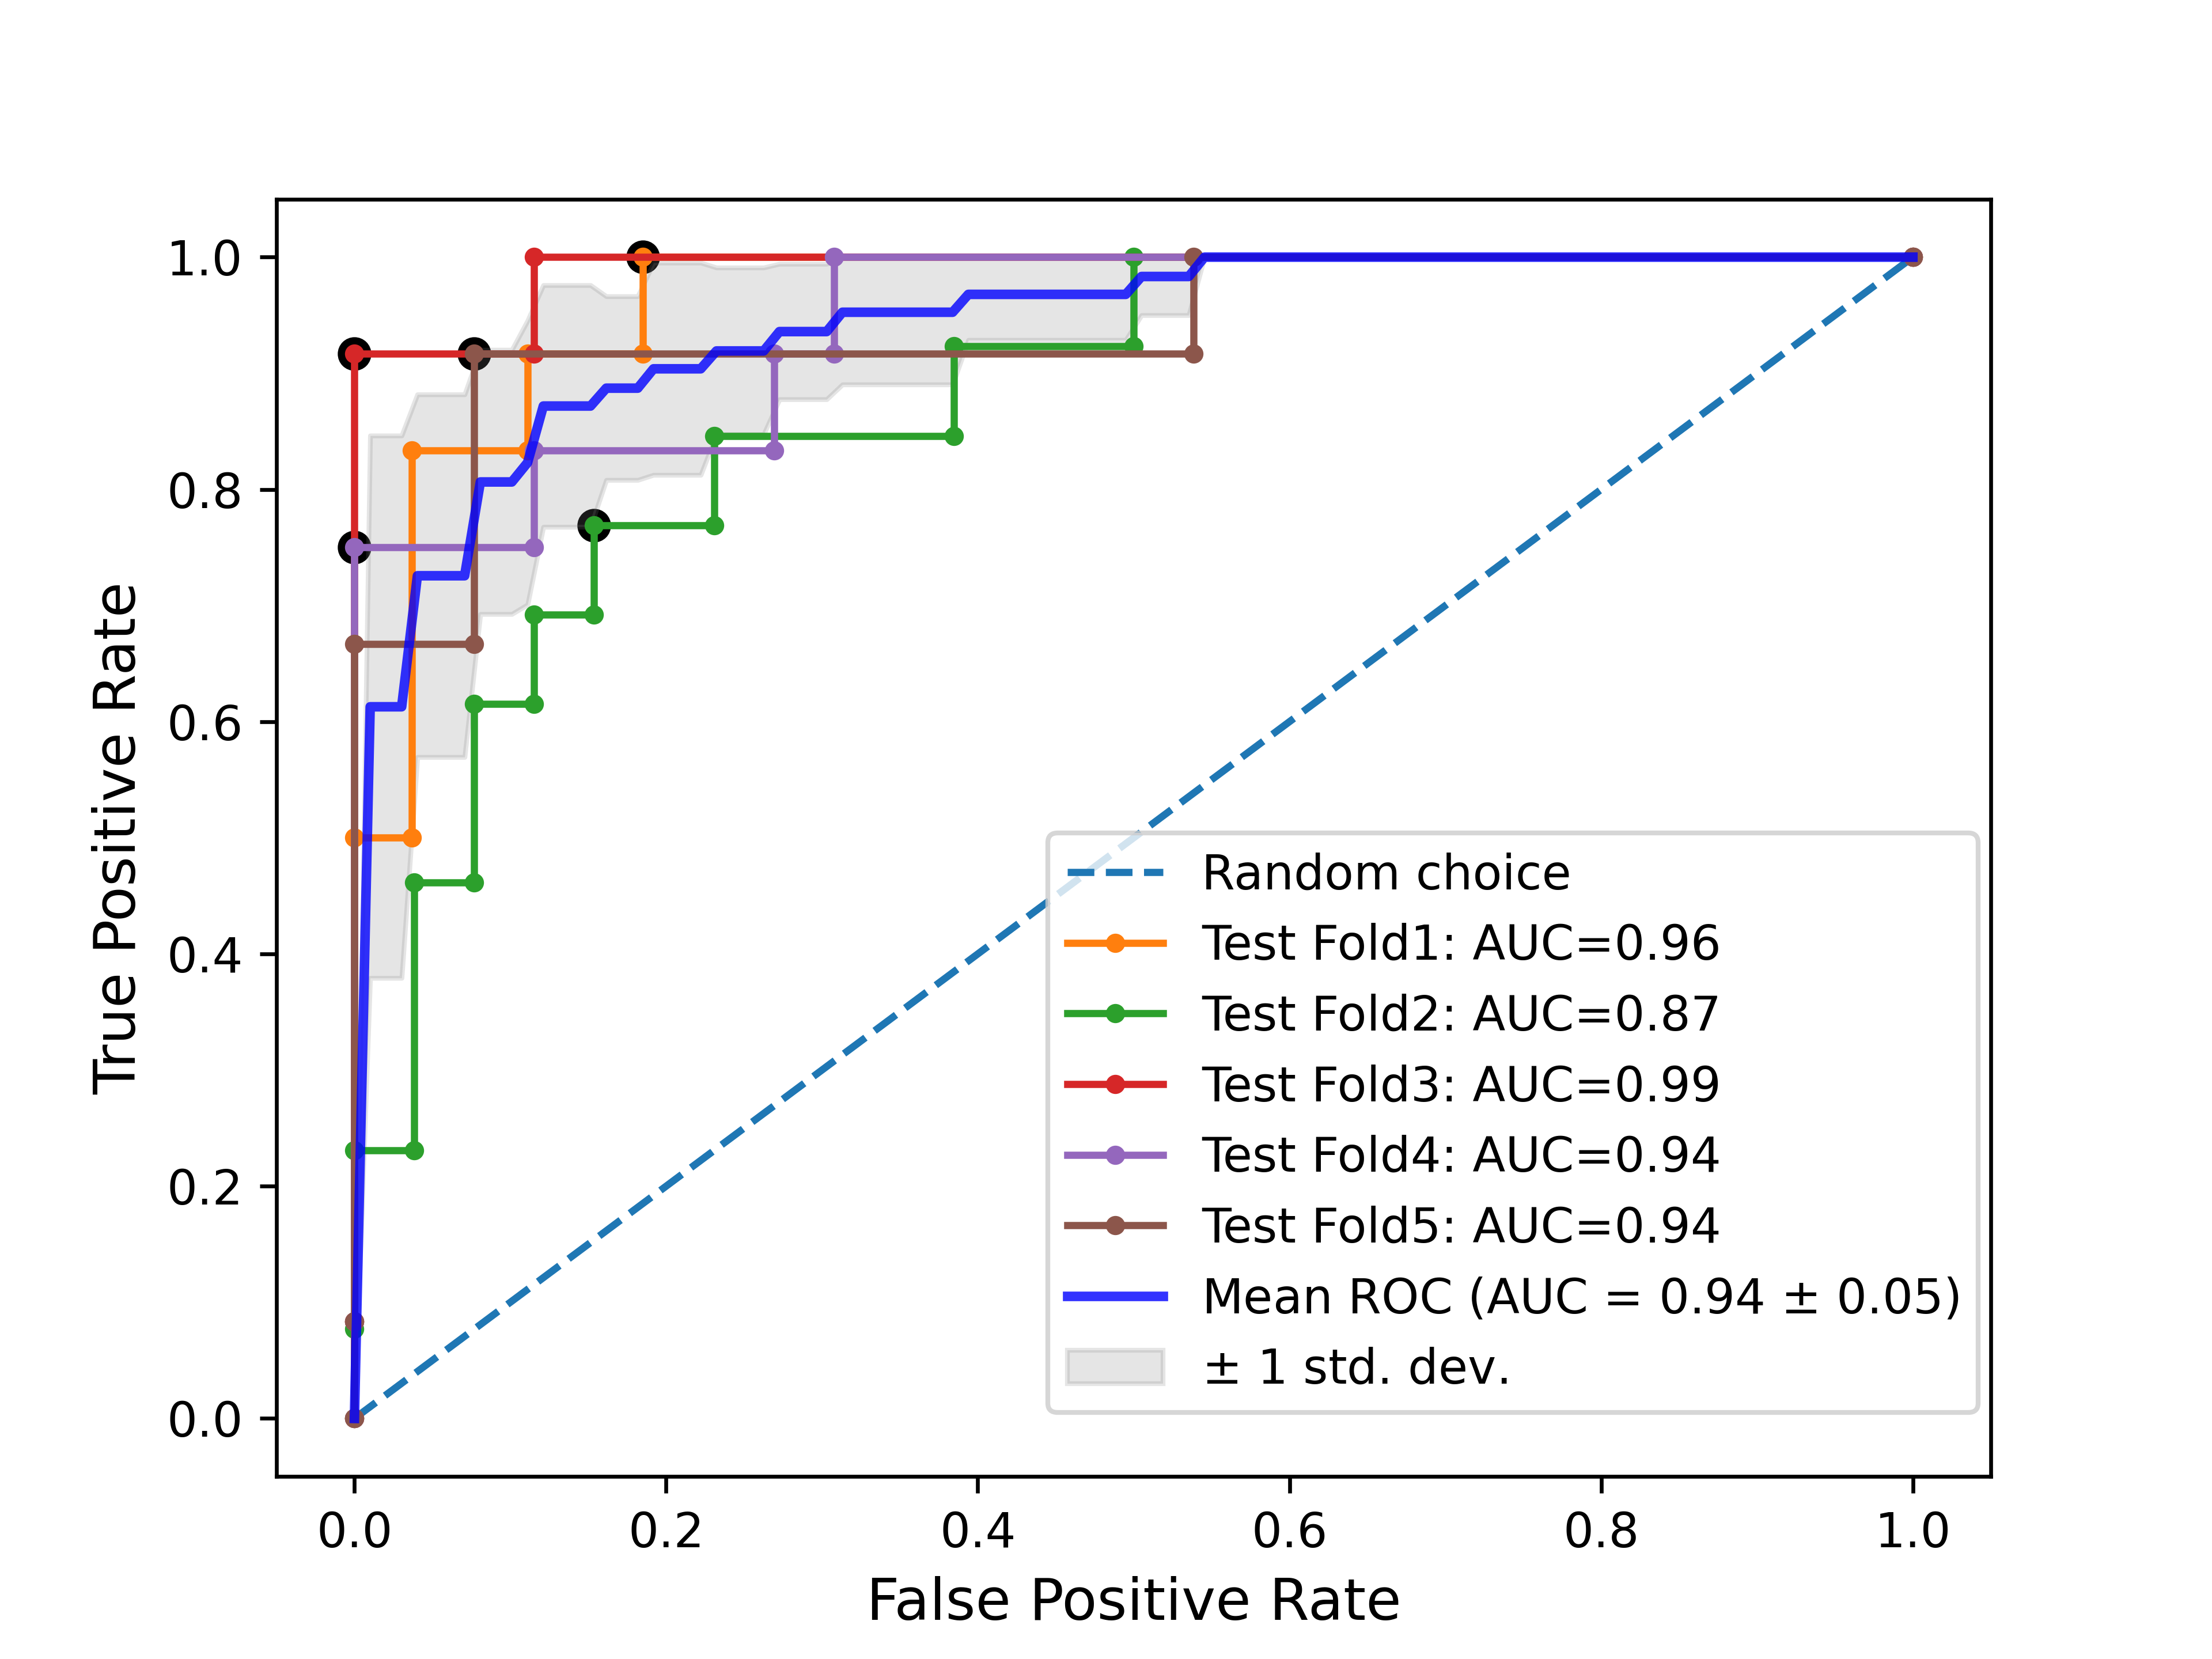 1.0
0.8
0.6
0.4
0.2
0.0
True Positive Rate
0.0 0.2 0.4 0.6 0.8 1.0
False Positive Rate
Random choice
Test Fold1: AUC=0.96
Test Fold2: AUC=0.87
Test Fold3: AUC=0.99
Test Fold4: AUC=0.94
Test Fold5: AUC=0.94
Mean ROC (AUC = 0.94 ± 0.05)
± 1 std. dev.